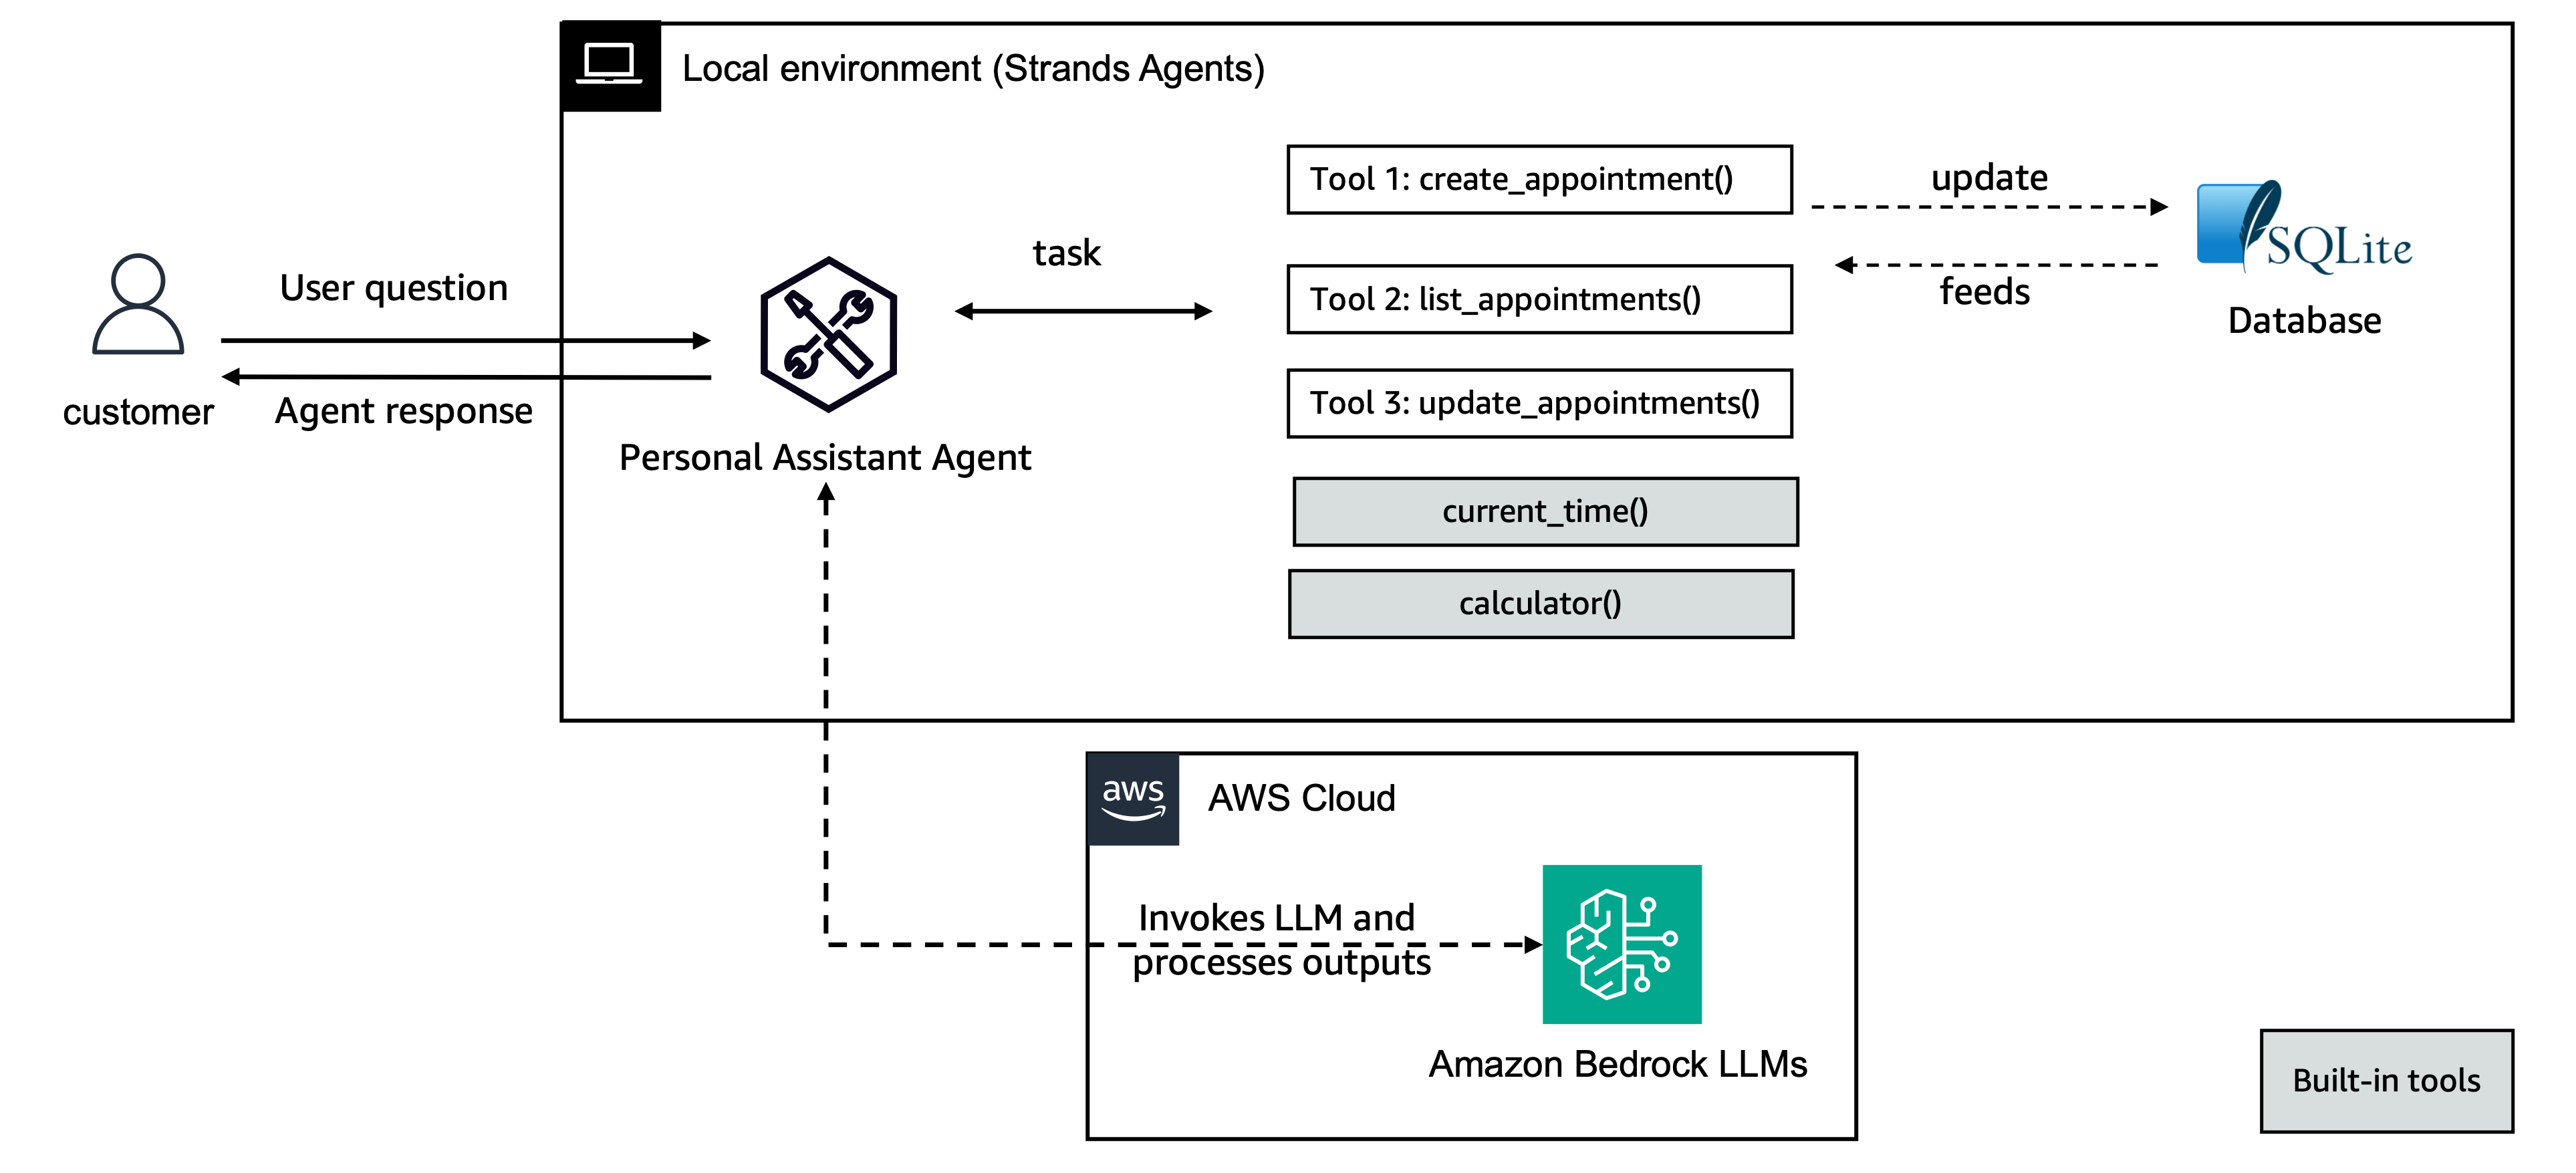 Local environment (Strands Agents)
Tool 1: create_appointment()
update
SQLite
Database
feeds
task
Tool 2: list_appointments()
User question
customer
Agent response
Tool 3: update_appointments()
Personal Assistant Agent
current_time()
calculator()
aws
AWS Cloud
Invokes LLM and
processes outputs
Amazon Bedrock LLMs
Built-in tools